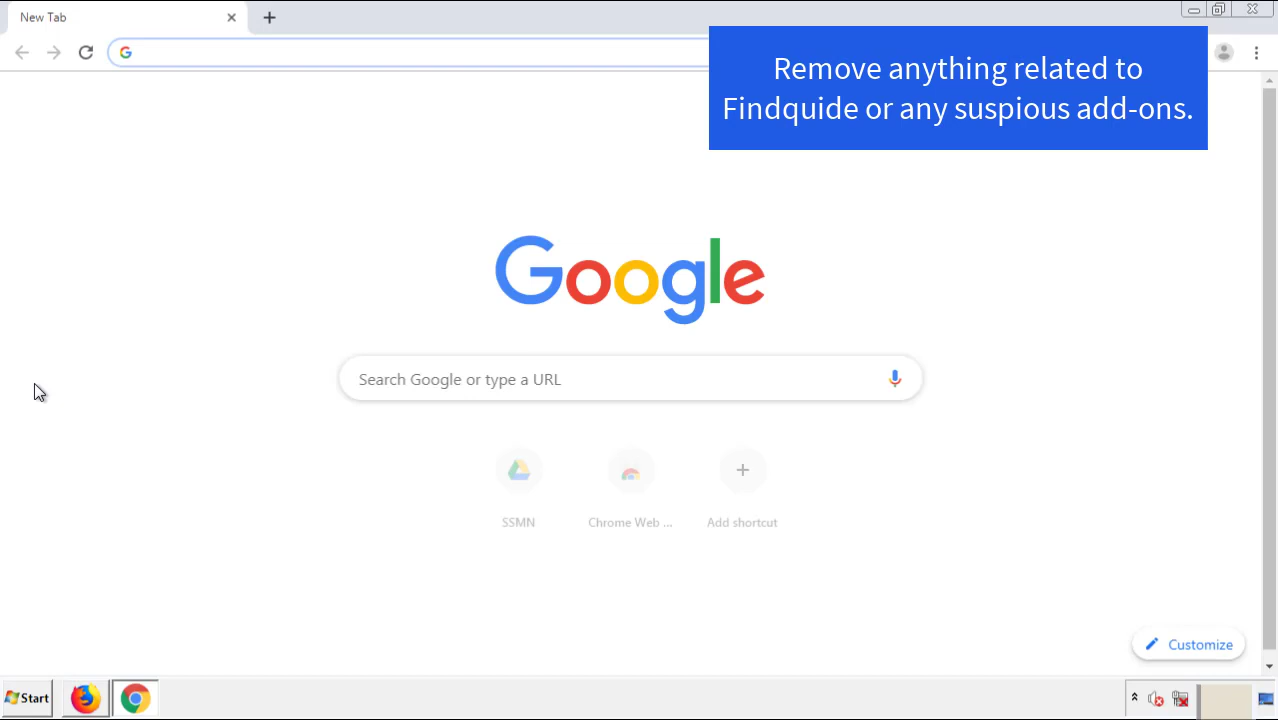 New Tab
Remove anything related to
Findquide or any suspious add-ons.
Google
Search Google or type a URL
SSMN
Chrome Web ...
Add shortcut
Customize
Start